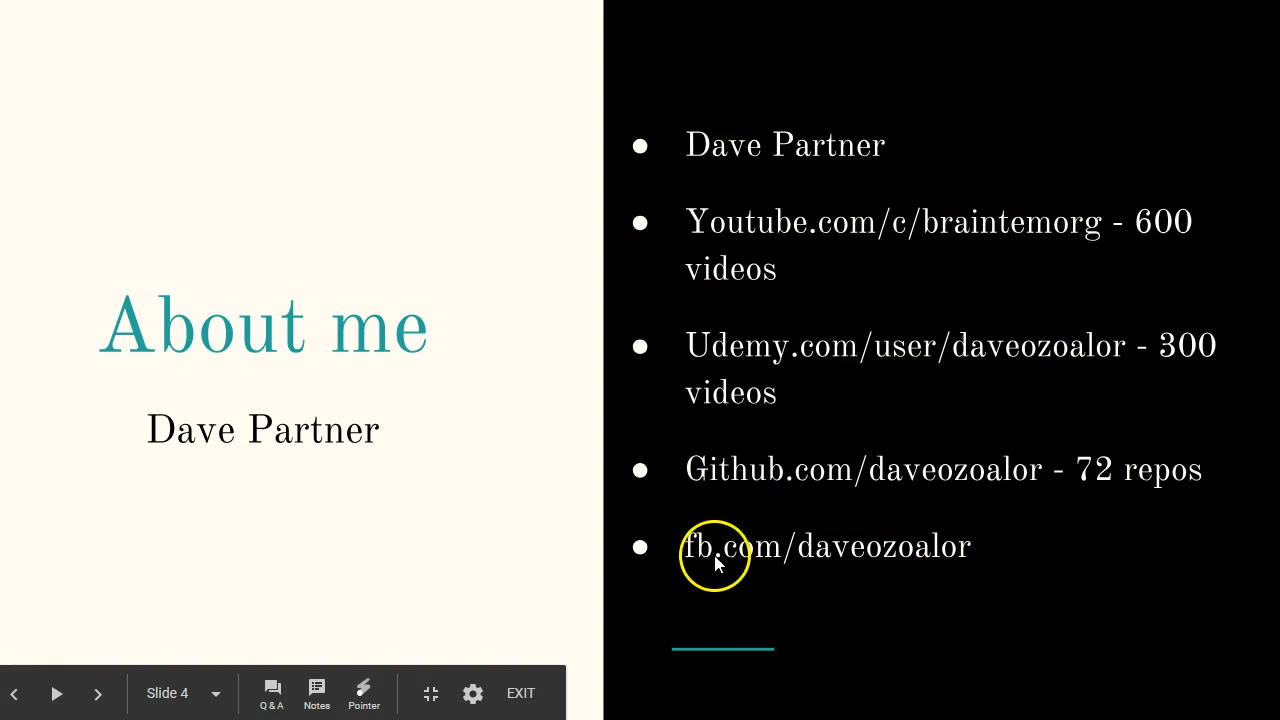 About me
Dave Partner
● Dave Partner
● Youtube.com/c/braintemorg - 600
videos
● Udemy.com/user/daveozoalor - 300
videos
● Github.com/daveozoalor - 72 repos
● fb.com/daveozoalor
Slide 4
Q & A
Notes
Pointer
EXIT